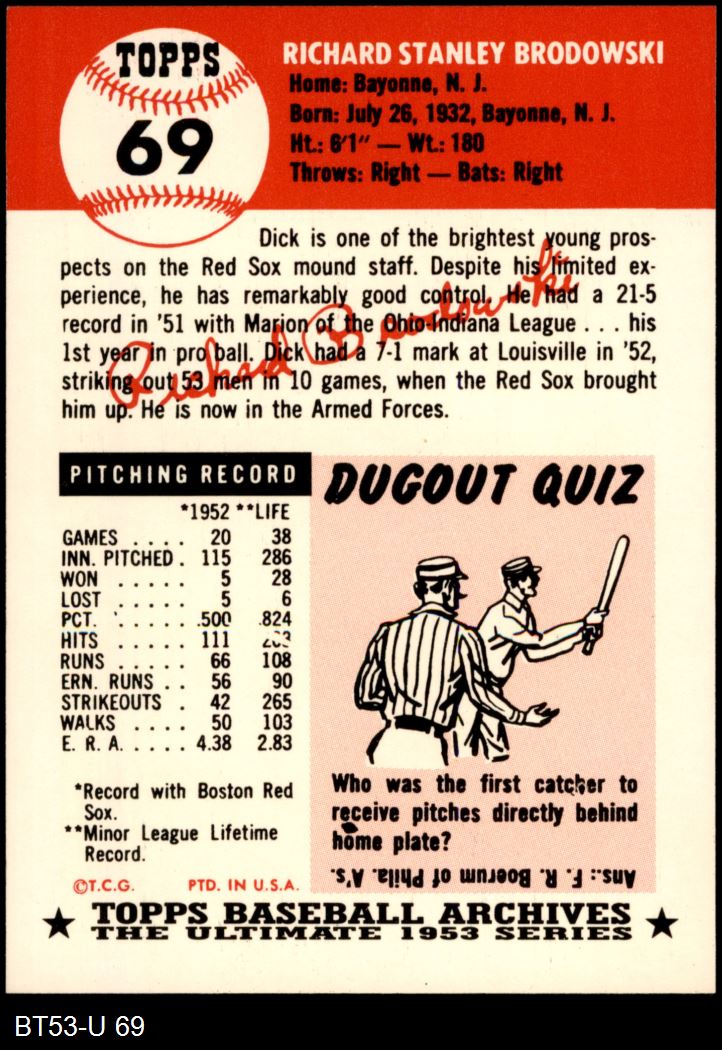 TOPPS
69
RICHARD STANLEY BRODOWSKI
Home: Bayonne, N. J.
Born: July 26, 1932, Bayonne, N. J.
Ht.: 6'1" — Wt.: 180
Throws: Right — Bats: Right
Dick is one of the brightest young pros-
pects on the Red Sox mound staff. Despite his limited ex-
perience, he has remarkably good control. He had a 21-5
record in '51 with Marion of the Ohio-Indiana League . . . his
1st year in pro ball. Dick had a 7-1 mark at Louisville in '52,
striking out 53 men in 10 games, when the Red Sox brought
him up. He is now in the Armed Forces.
Richard Brodowski
PITCHING RECORD
*1952 **LIFE
GAMES . . . . 20 38
INN. PITCHED . 115 286
WON . . . . . 5 28
LOST . . . . . 5 6
PCT. . . . . . .500 .824
HITS . . . . . 111
RUNS . . . . . 66 108
ERN. RUNS . . 56 90
STRIKEOUTS . 42 265
WALKS . . . . 50 103
E. R. A. . . . . . 4.38 2.83
*Record with Boston Red
Sox.
**Minor League Lifetime
Record.
©T.C.G. PTD. IN U.S.A.
DUGOUT QUIZ
Who was the first catcher to
receive pitches directly behind
home plate?
Ans.: F. R. Boerum of Phila. A's.
★ TOPPS BASEBALL ARCHIVES ★
THE ULTIMATE 1953 SERIES
BT53-U 69